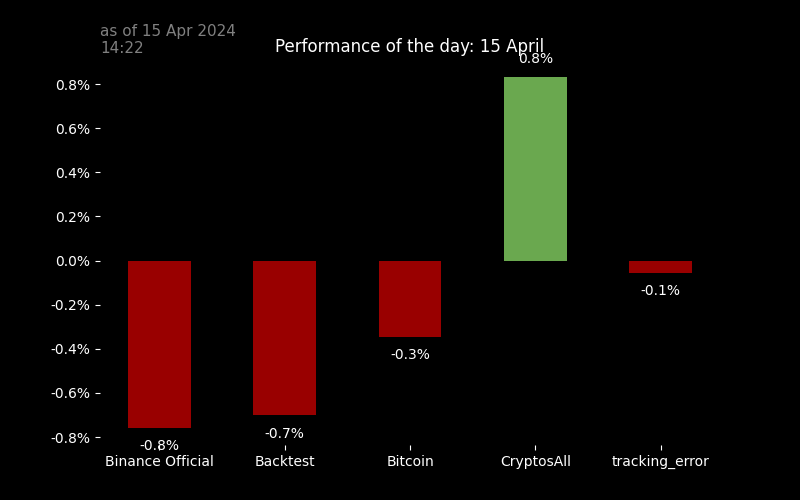 as of 15 Apr 2024
14:22
Performance of the day: 15 April
0.8%
0.8%
0.6%
0.4%
0.2%
0.0%
-0.2%
-0.4%
-0.6%
-0.8%
-0.1%
-0.3%
-0.7%
-0.8%
Binance Official
Backtest
Bitcoin
CryptosAll
tracking_error